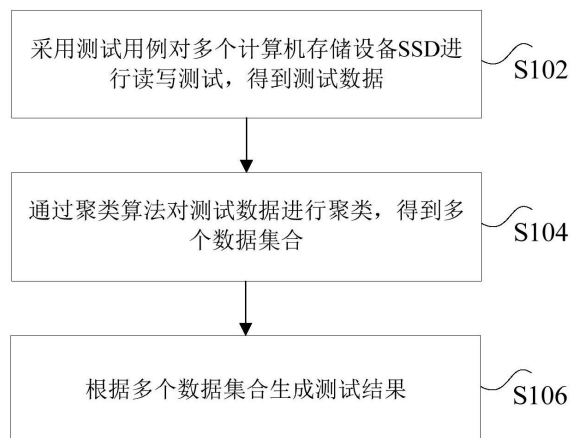 采用测试用例对多个计算机存储设备SSD进
行读写测试，得到测试数据
S102
通过聚类算法对测试数据进行聚类，得到多
个数据集合
S104
根据多个数据集合生成测试结果
S106